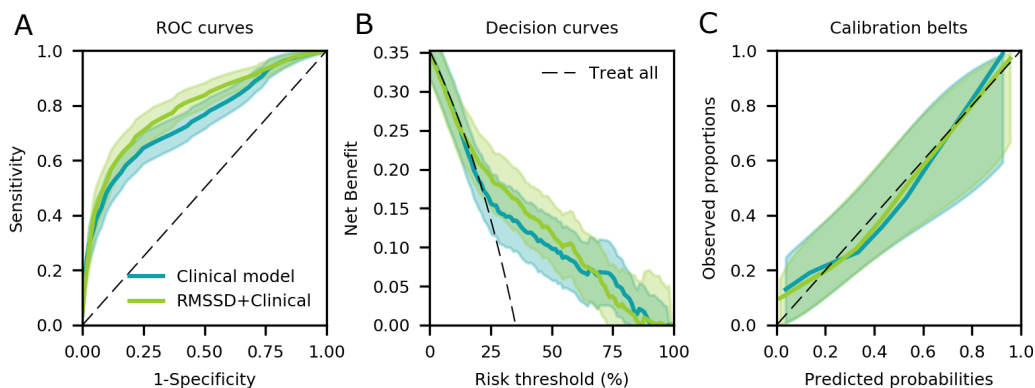 A
ROC curves
1.0
0.8
0.6
0.4
0.2
0.0
Sensitivity
Clinical model
RMSSD+Clinical
0.00
0.25
0.50
0.75
1.00
1-Specificity
B
Decision curves
0.35
0.30
0.25
0.20
0.15
0.10
0.05
0.00
Net Benefit
Treat all
0
25
50
75
100
Risk threshold (%)
C
Calibration belts
1.0
0.8
0.6
0.4
0.2
0.0
Observed proportions
0.0
0.2
0.4
0.6
0.8
1.0
Predicted probabilities